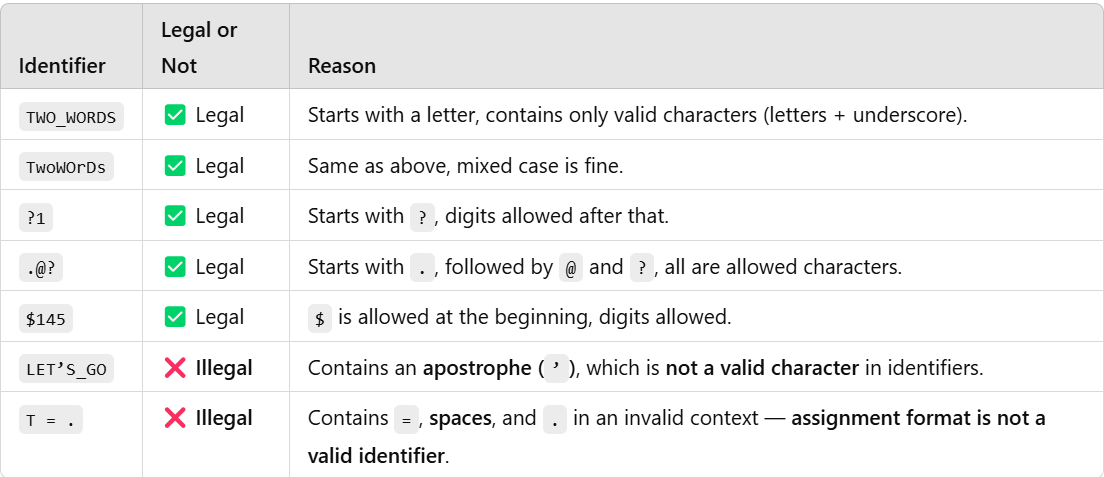 Legal or
Identifier Not Reason
TWO_WORDS ✅ Legal Starts with a letter, contains only valid characters (letters + underscore).
TwoWOrDs ✅ Legal Same as above, mixed case is fine.
?1 ✅ Legal Starts with ?, digits allowed after that.
.@? ✅ Legal Starts with ., followed by @ and ?, all are allowed characters.
$145 ✅ Legal $ is allowed at the beginning, digits allowed.
LET’S_GO ❌ Illegal Contains an apostrophe (’), which is not a valid character in identifiers.
T = . ❌ Illegal Contains =, spaces, and . in an invalid context — assignment format is not a
valid identifier.